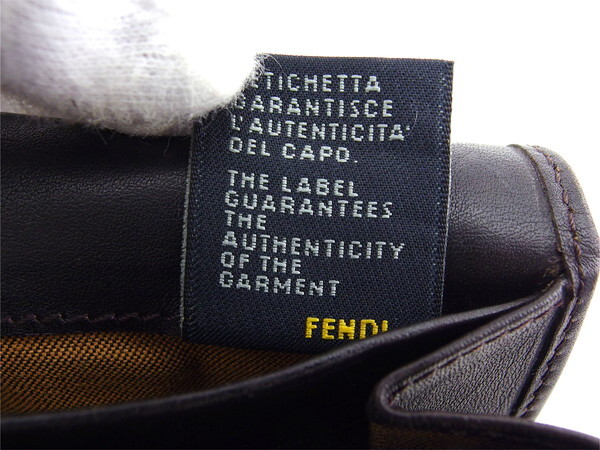 ETICHETTA
GARANTISCE
L'AUTENTICITA'
DEL CAPO.
THE LABEL
GUARANTEES
THE
AUTHENTICITY
OF THE
GARMENT
FENDI